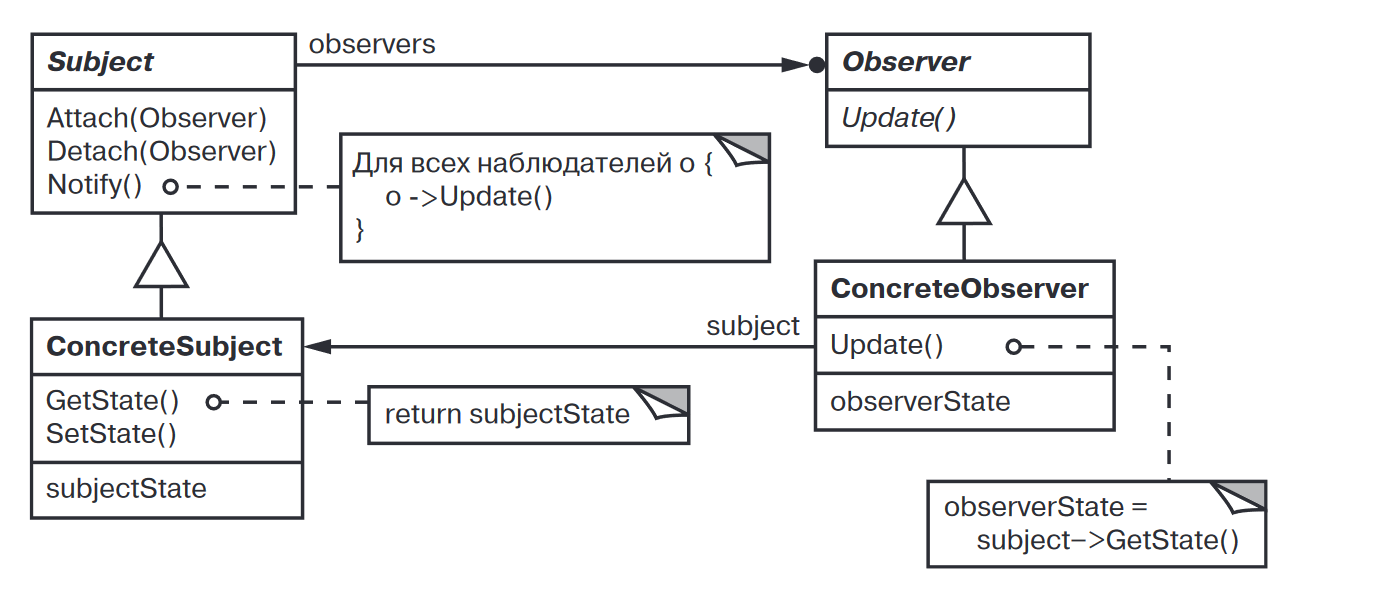 Subject
Attach(Observer)
Detach(Observer)
Notify()
observers
Observer
Update()
Для всех наблюдателей o {
o ->Update()
}
ConcreteSubject
GetState()
SetState()
subjectState
return subjectState
subject
ConcreteObserver
Update()
observerState
observerState =
subject–>GetState()